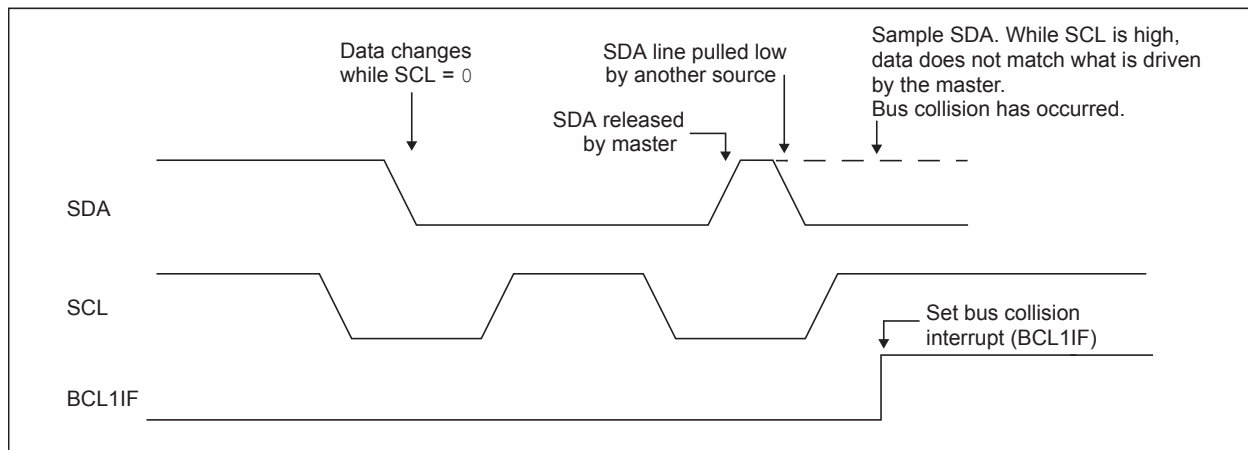 Data changes
while SCL = 0
SDA line pulled low
by another source
SDA released
by master
Sample SDA. While SCL is high,
data does not match what is driven
by the master.
Bus collision has occurred.
SDA
SCL
Set bus collision
interrupt (BCL1IF)
BCL1IF